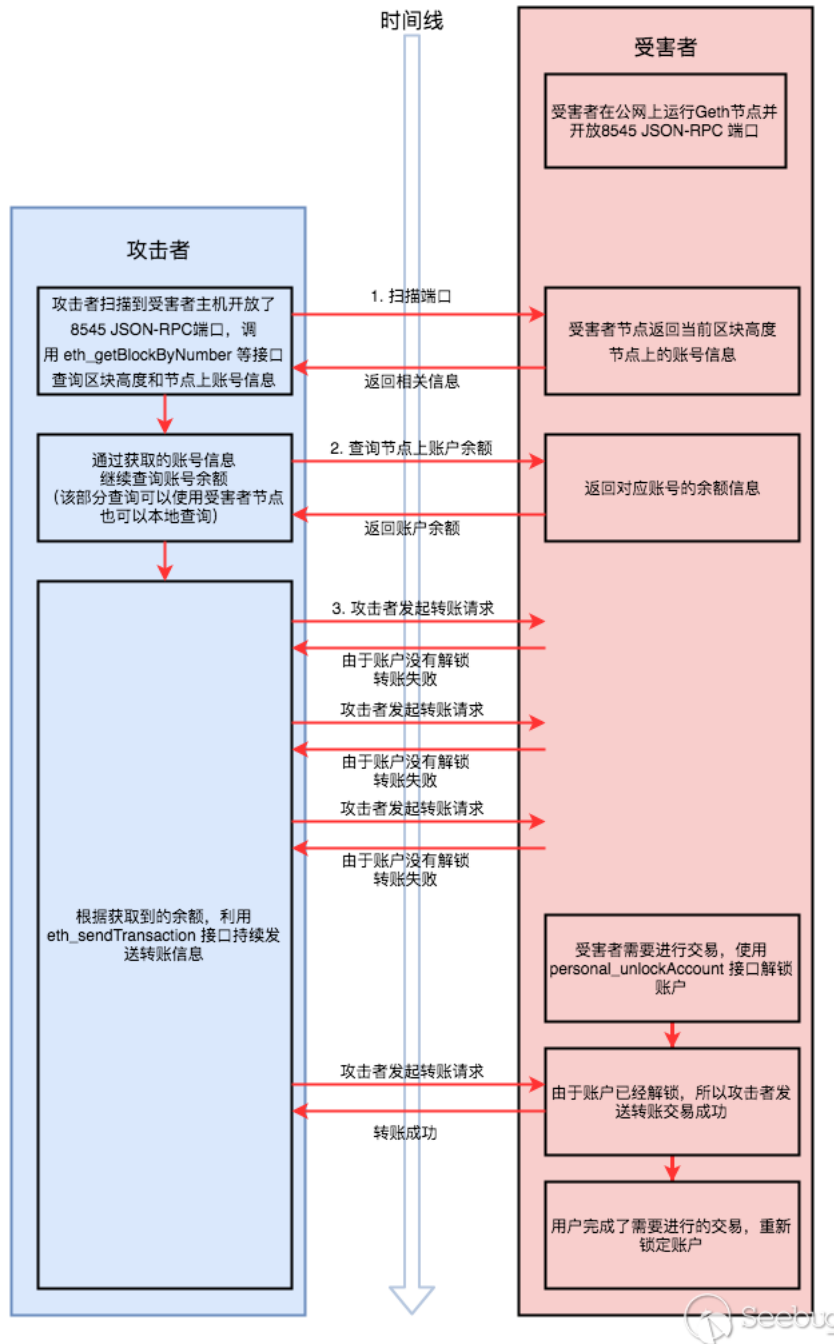 时间线
受害者
受害者在公网上运行Geth节点并
开放8545 JSON-RPC 端口
攻击者
攻击者扫描到受害者主机开放了
8545 JSON-RPC端口，调
用 eth_getBlockByNumber 等接口
查询区块高度和节点上账号信息
1. 扫描端口
受害者节点返回当前区块高度
节点上的账号信息
返回相关信息
通过获取的账号信息
继续查询账号余额
（该部分查询可以使用受害者节点
也可以本地查询）
2. 查询节点上账户余额
返回对应账号的余额信息
返回账户余额
3. 攻击者发起转账请求
由于账户没有解锁
转账失败
攻击者发起转账请求
由于账户没有解锁
转账失败
攻击者发起转账请求
由于账户没有解锁
转账失败
根据获取到的余额，利用
eth_sendTransaction 接口持续发
送转账信息
受害者需要进行交易，使用
personal_unlockAccount 接口解锁
账户
攻击者发起转账请求
由于账户已经解锁，所以攻击者发
送转账交易成功
转账成功
用户完成了需要进行的交易，重新
锁定账户
Seebug